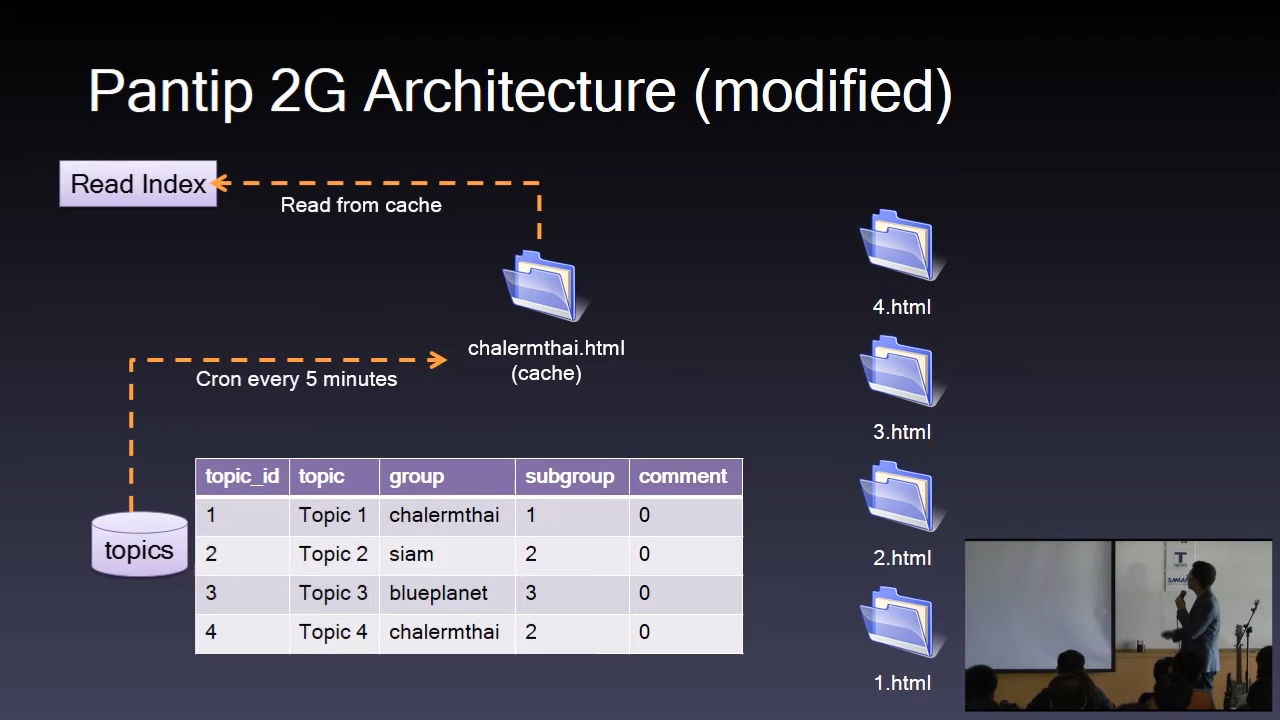 Pantip 2G Architecture (modified)
Read Index
Read from cache
chalermthai.html
(cache)
Cron every 5 minutes
topics
topic_id topic group subgroup comment
1 Topic 1 chalermthai 1 0
2 Topic 2 siam 2 0
3 Topic 3 blueplanet 3 0
4 Topic 4 chalermthai 2 0
4.html
3.html
2.html
1.html
T